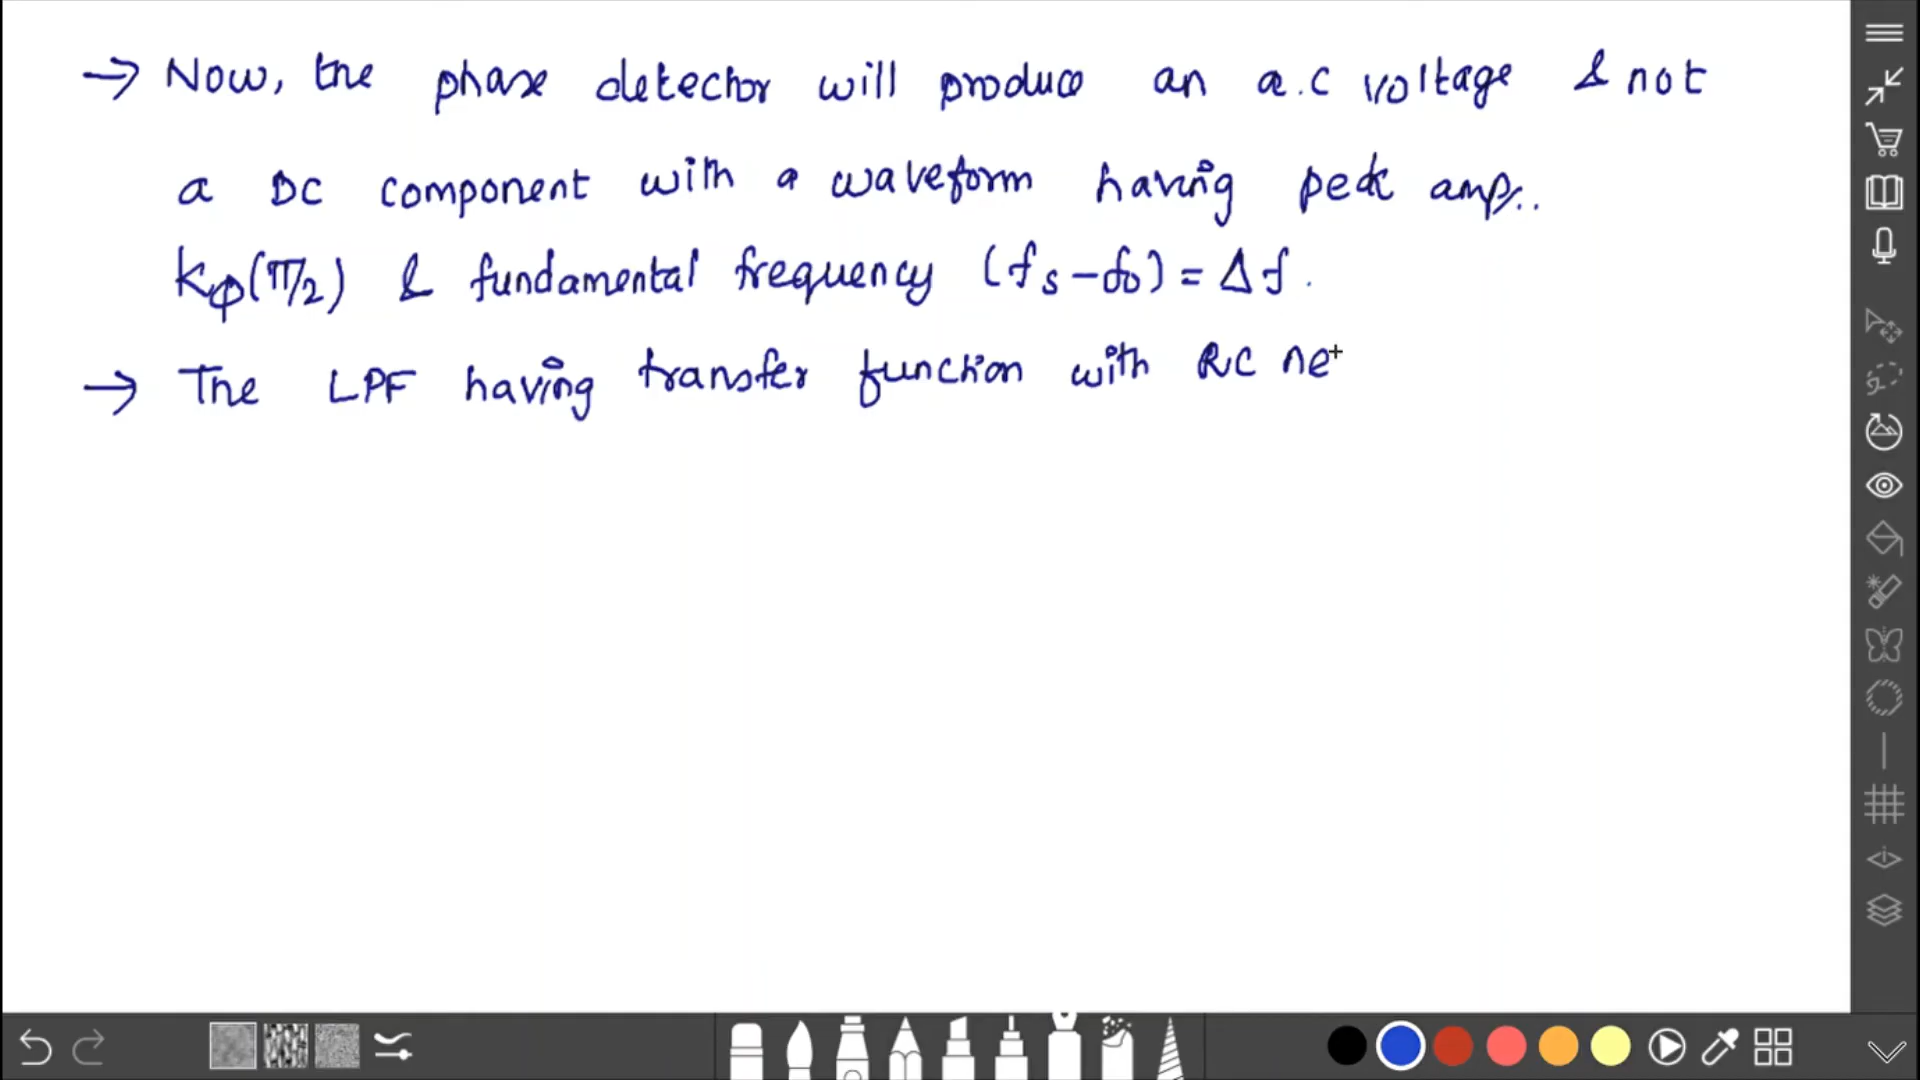 → Now, the phase detector will produce an a.c voltage & not
a DC component with a waveform having peak amp..
Kφ(π/2) & fundamental frequency (fs-fo) = Δf.
→ The LPF having transfer function with RC ne